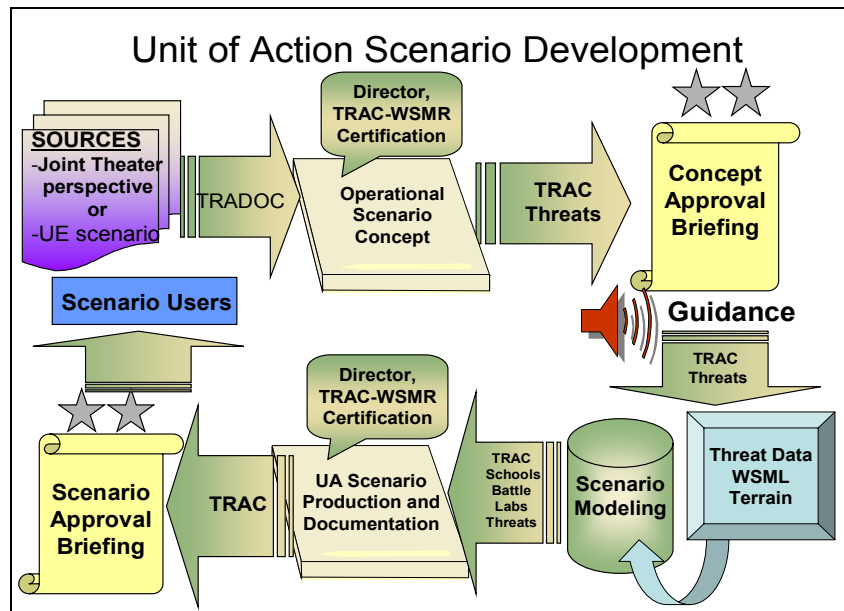 Unit of Action Scenario Development
SOURCES
-Joint Theater
perspective
or
-UE scenario
TRADOC
Director,
TRAC-WSMR
Certification
Operational
Scenario
Concept
TRAC
Threats
Concept
Approval
Briefing
Guidance
TRAC
Threats
Threat Data
WSML
Terrain
Scenario
Modeling
TRAC
Schools
Battle
Labs
Threats
Director,
TRAC-WSMR
Certification
UA Scenario
Production and
Documentation
TRAC
Scenario
Approval
Briefing
Scenario Users